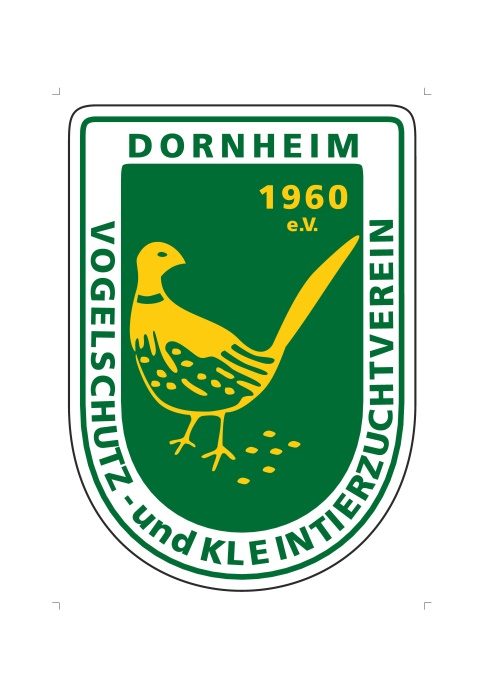 DORNHEIM
1960
e.V.
VOGELSCHUTZ - und KLEINTIERZUCHTVEREIN